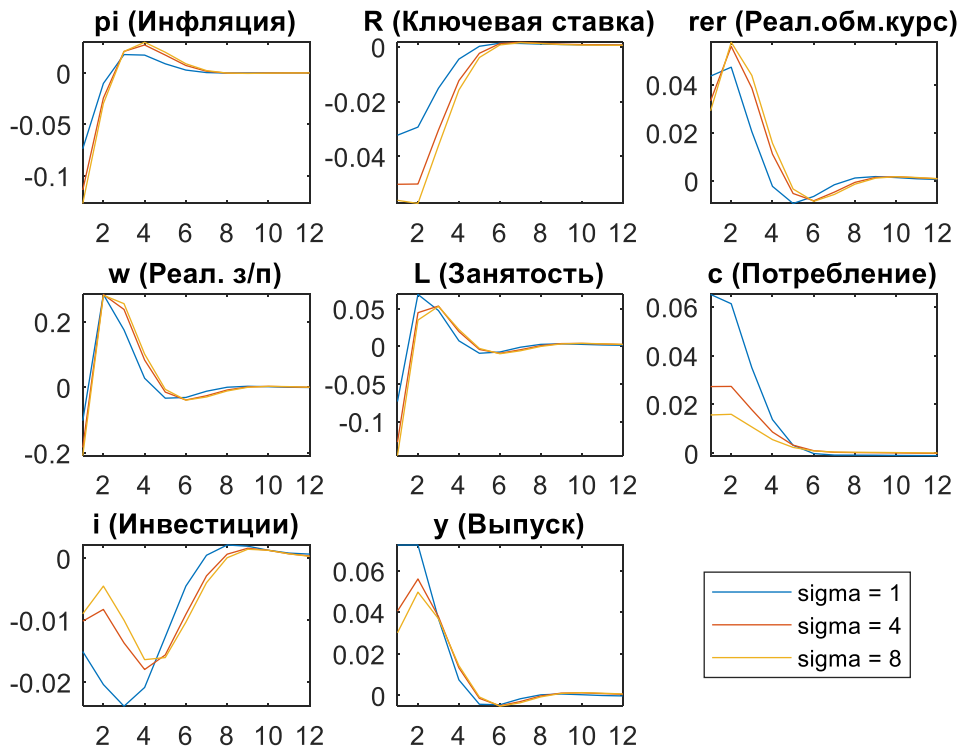 pi (Инфляция)
0
-0.05
-0.1
2 4 6 8 10 12
R (Ключевая ставка)
0
-0.02
-0.04
2 4 6 8 10 12
rer (Реал.обм.курс)
0.04
0.02
0
2 4 6 8 10 12
w (Реал. з/п)
0.2
0
-0.2
2 4 6 8 10 12
L (Занятость)
0.05
0
-0.05
-0.1
2 4 6 8 10 12
c (Потребление)
0.06
0.04
0.02
0
2 4 6 8 10 12
i (Инвестиции)
0
-0.01
-0.02
2 4 6 8 10 12
y (Выпуск)
0.06
0.04
0.02
0
2 4 6 8 10 12
sigma = 1
sigma = 4
sigma = 8